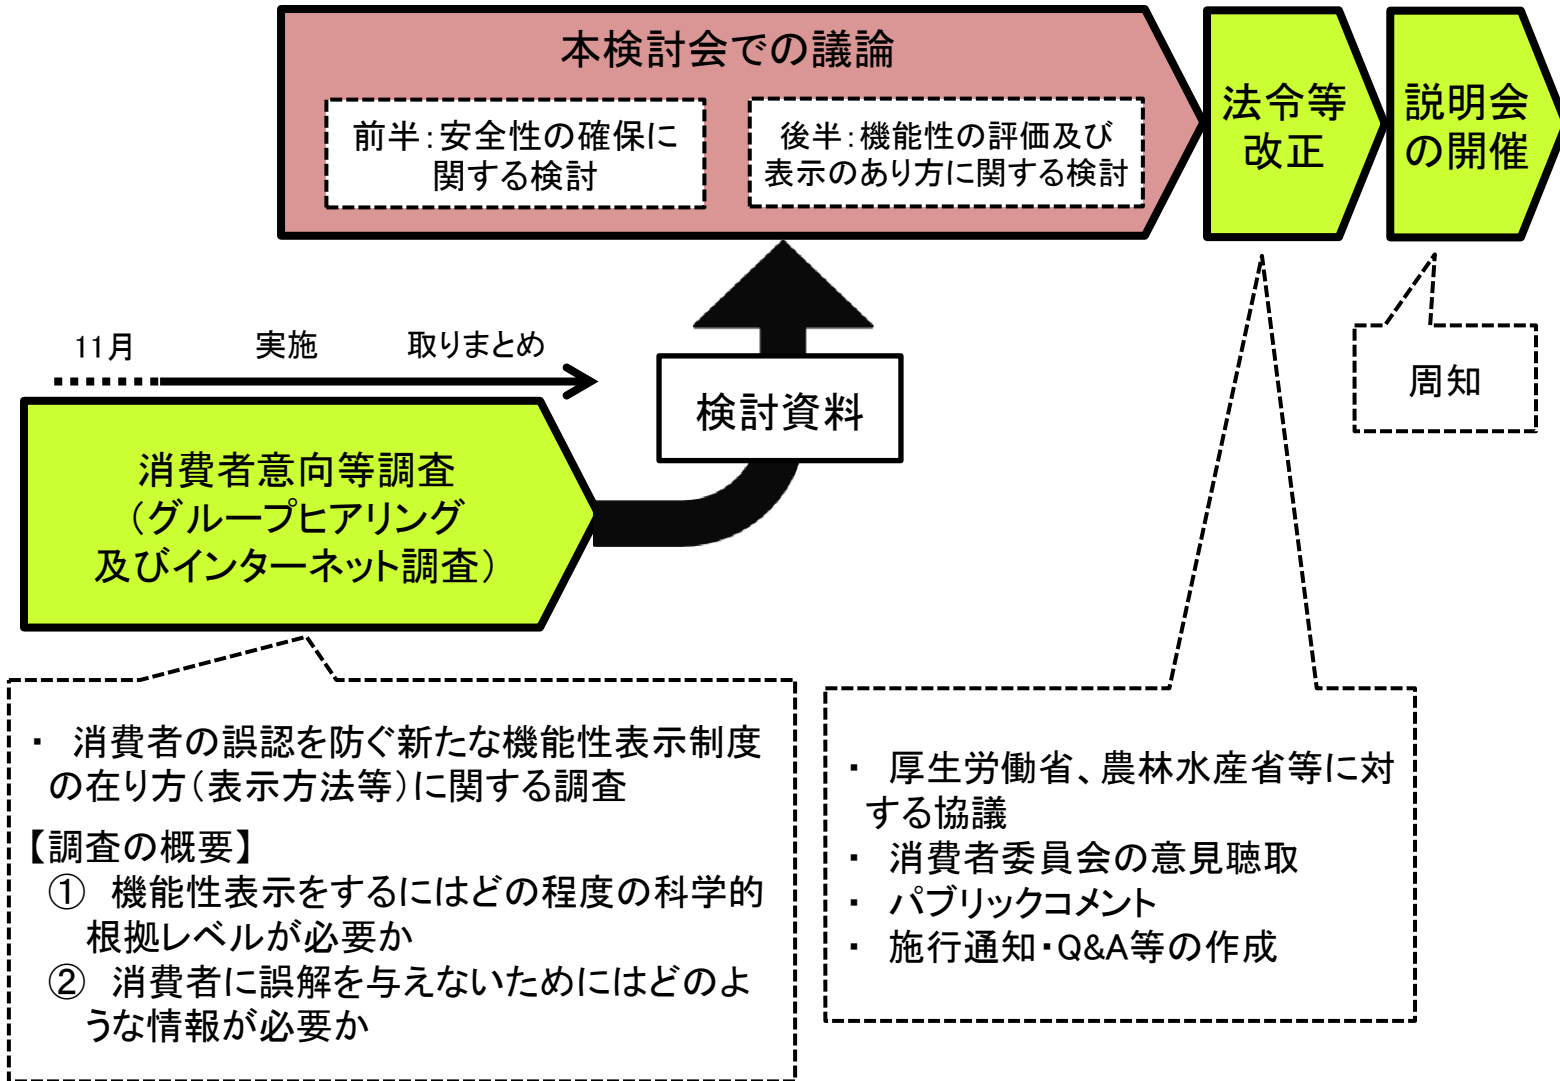 本検討会での議論
前半：安全性の確保に
関する検討
後半：機能性の評価及び
表示のあり方に関する検討
法令等
改正
説明会
の開催
11月 実施 取りまとめ
検討資料
周知
消費者意向等調査
（グループヒアリング
及びインターネット調査）
・ 消費者の誤認を防ぐ新たな機能性表示制度
の在り方（表示方法等）に関する調査
【調査の概要】
① 機能性表示をするにはどの程度の科学的
根拠レベルが必要か
② 消費者に誤解を与えないためにはどのよ
うな情報が必要か
・ 厚生労働省、農林水産省等に対
する協議
・ 消費者委員会の意見聴取
・ パブリックコメント
・ 施行通知・Q&A等の作成